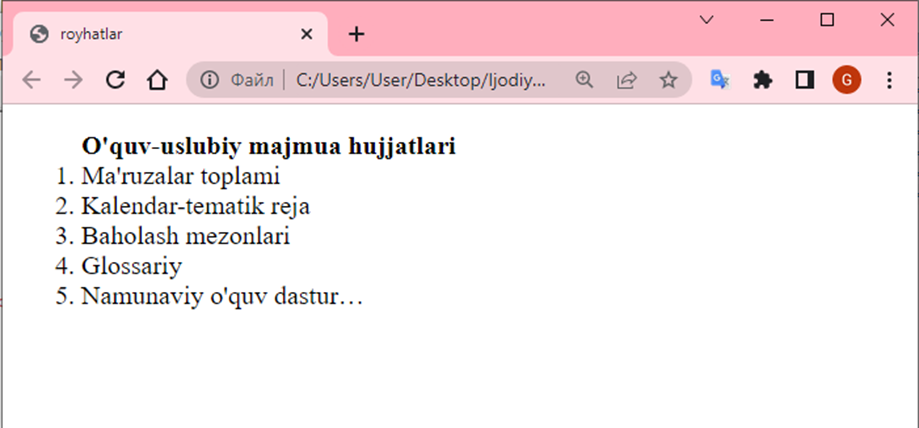 royhatlar
Файл
C:/Users/User/Desktop/Ijodiy...
G
O'quv-uslubiy majmua hujjatlari
1. Ma'ruzalar toplami
2. Kalendar-tematik reja
3. Baholash mezonlari
4. Glossariy
5. Namunaviy o'quv dastur…